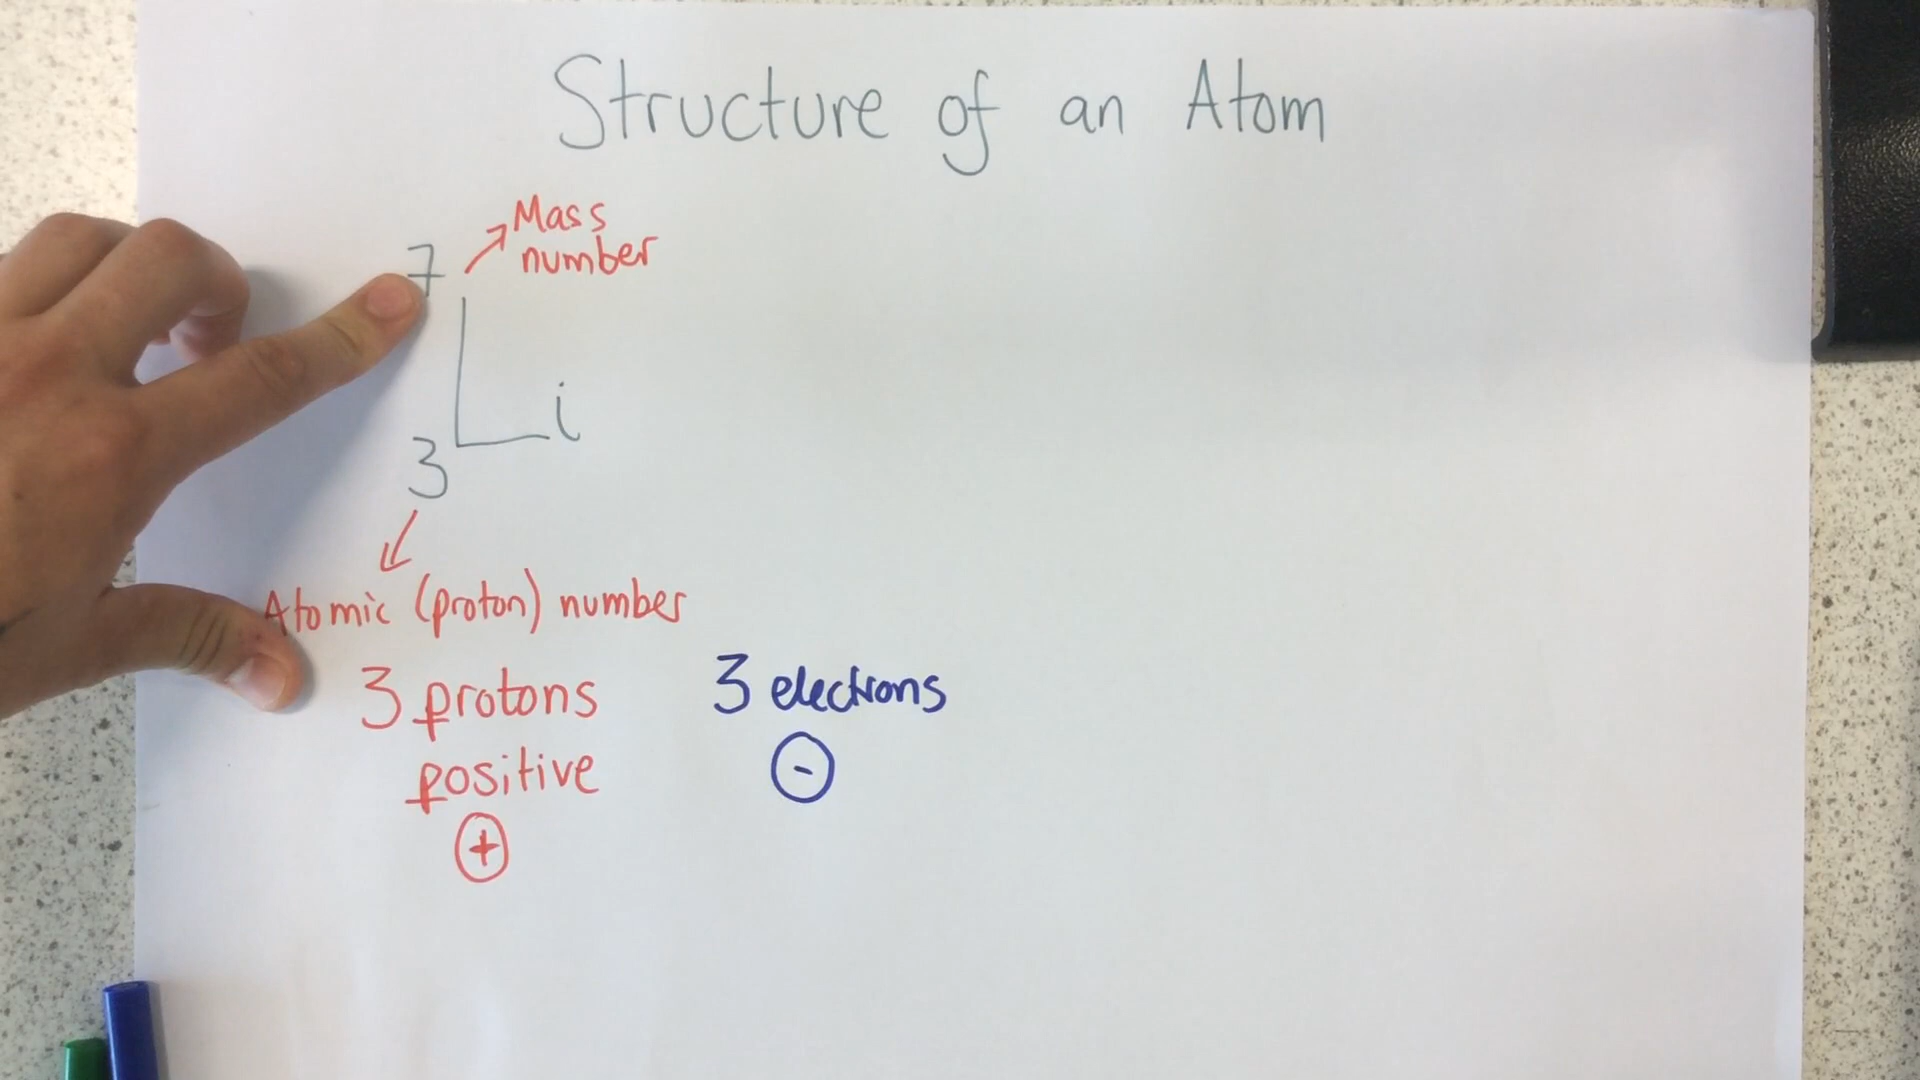 Structure of an Atom
Mass
number
7
Li
3
Atomic (proton) number
3 protons
3 electrons
positive
-
+